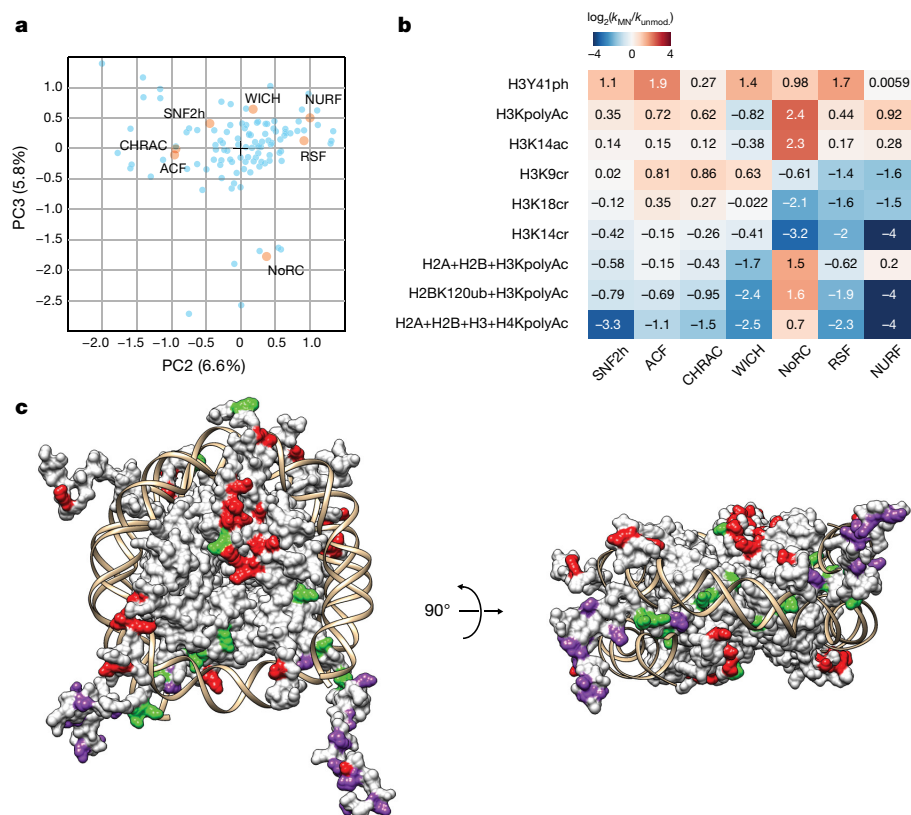 a
PC3 (5.8%)
1.0
0.5
0
−0.5
−1.0
−1.5
−2.0
−2.5
SNF2h
WICH
NURF
CHRAC
ACF
RSF
NoRC
−2.0 −1.5 −1.0 −0.5 0 0.5 1.0
PC2 (6.6%)
b
log2(kMN/kunmod.)
−4 0 4
H3Y41ph 1.1 1.9 0.27 1.4 0.98 1.7 0.0059
H3KpolyAc 0.35 0.72 0.62 −0.82 2.4 0.44 0.92
H3K14ac 0.14 0.15 0.12 −0.38 2.3 0.17 0.28
H3K9cr 0.02 0.81 0.86 0.63 −0.61 −1.4 −1.6
H3K18cr −0.12 0.35 0.27 −0.022 −2.1 −1.6 −1.5
H3K14cr −0.42 −0.15 −0.26 −0.41 −3.2 −2 −4
H2A+H2B+H3KpolyAc −0.58 −0.15 −0.43 −1.7 1.5 −0.62 0.2
H2BK120ub+H3KpolyAc −0.79 −0.69 −0.95 −2.4 1.6 −1.9 −4
H2A+H2B+H3+H4KpolyAc −3.3 −1.1 −1.5 −2.5 0.7 −2.3 −4
SNF2h ACF CHRAC WICH NoRC RSF NURF
c
90°